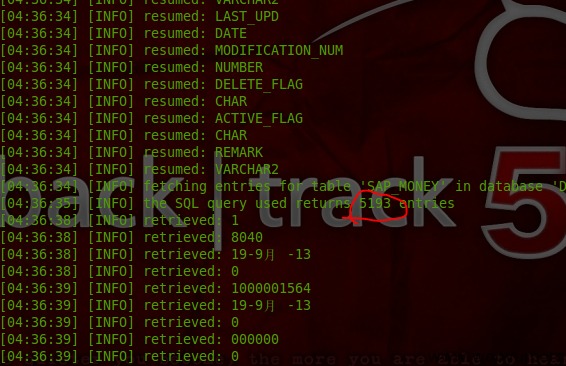 [04:36:34] [INFO] resumed: VARCHAR2
[04:36:34] [INFO] resumed: LAST_UPD
[04:36:34] [INFO] resumed: DATE
[04:36:34] [INFO] resumed: MODIFICATION_NUM
[04:36:34] [INFO] resumed: NUMBER
[04:36:34] [INFO] resumed: DELETE_FLAG
[04:36:34] [INFO] resumed: CHAR
[04:36:34] [INFO] resumed: ACTIVE_FLAG
[04:36:34] [INFO] resumed: CHAR
[04:36:34] [INFO] resumed: REMARK
[04:36:34] [INFO] resumed: VARCHAR2
[04:36:34] [INFO] fetching entries for table 'SAP_MONEY' in database 'D
[04:36:35] [INFO] the SQL query used returns 5193 entries
[04:36:38] [INFO] retrieved: 1
[04:36:38] [INFO] retrieved: 8040
[04:36:38] [INFO] retrieved: 19-9月 -13
[04:36:38] [INFO] retrieved: 0
[04:36:39] [INFO] retrieved: 1000001564
[04:36:39] [INFO] retrieved: 19-9月 -13
[04:36:39] [INFO] retrieved: 0
[04:36:39] [INFO] retrieved: 000000
[04:36:39] [INFO] retrieved: 0
back|track 5
the more you are able to hea